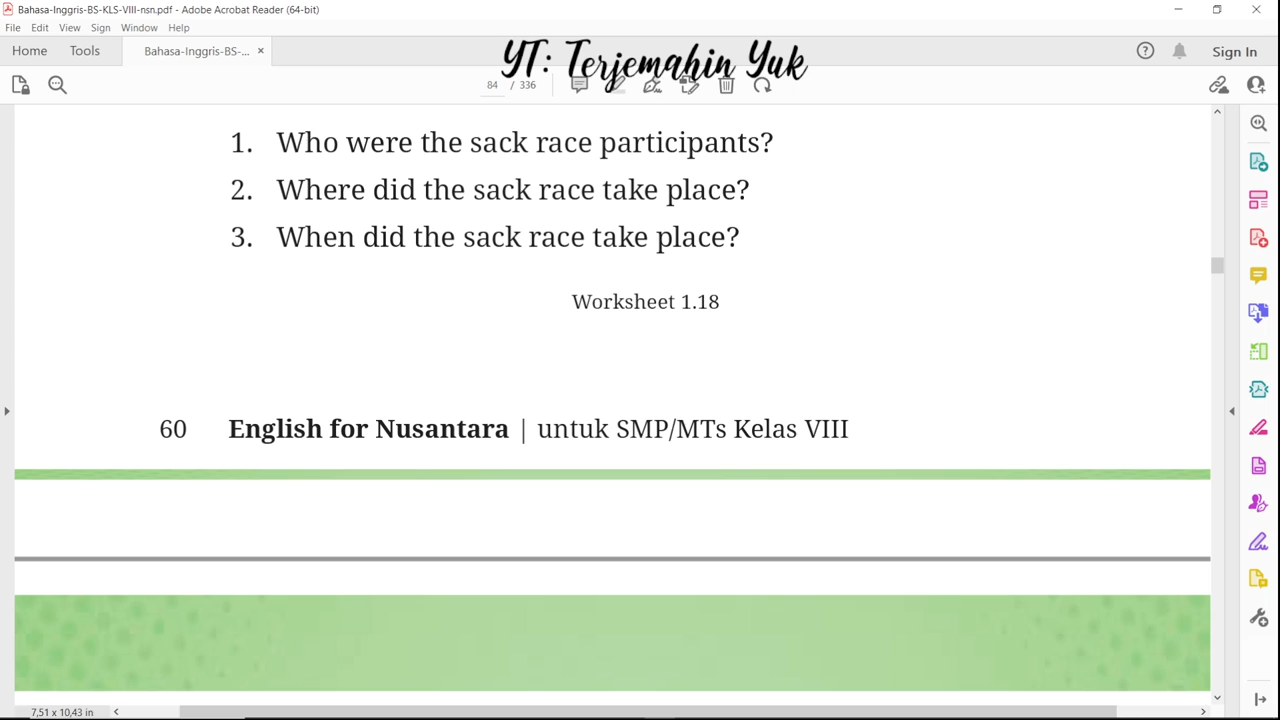 Bahasa-Inggris-BS-KLS-VIII-nsn.pdf - Adobe Acrobat Reader (64-bit)
File Edit View Sign Window Help
Home Tools Bahasa-Inggris-BS-... × Sign In
YT: Terjemahin Yuk
84 / 336
1. Who were the sack race participants?
2. Where did the sack race take place?
3. When did the sack race take place?
Worksheet 1.18
60 English for Nusantara | untuk SMP/MTs Kelas VIII
7,51 x 10,43 in